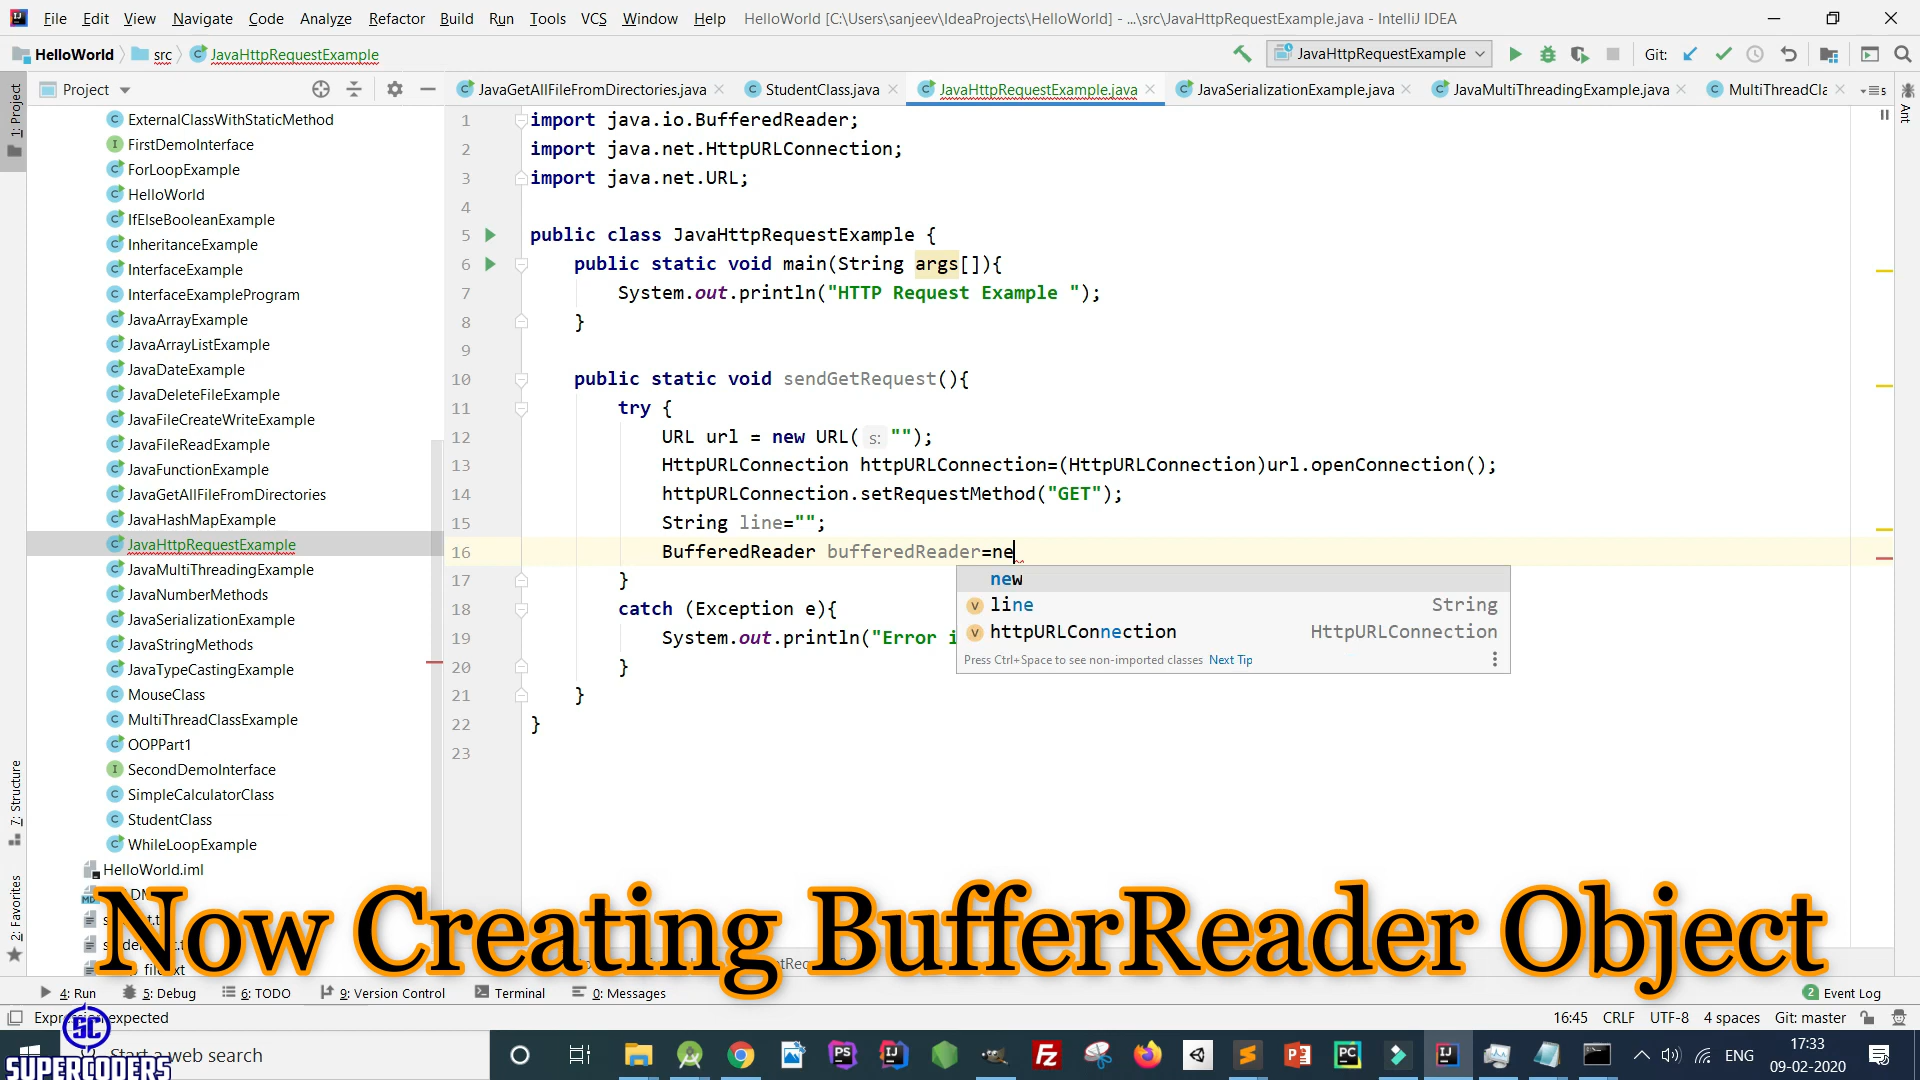 File Edit View Navigate Code Analyze Refactor Build Run Tools VCS Window Help HelloWorld [C:\Users\sanjeev\IdeaProjects\HelloWorld] - ...\src\JavaHttpRequestExample.java - IntelliJ IDEA
HelloWorld src JavaHttpRequestExample JavaHttpRequestExample Git:
Project JavaGetAllFileFromDirectories.java StudentClass.java JavaHttpRequestExample.java JavaSerializationExample.java JavaMultiThreadingExample.java MultiThreadCla 5
1: Project
Ant
ExternalClassWithStaticMethod
FirstDemoInterface
ForLoopExample
HelloWorld
IfElseBooleanExample
InheritanceExample
InterfaceExample
InterfaceExampleProgram
JavaArrayExample
JavaArrayListExample
JavaDateExample
JavaDeleteFileExample
JavaFileCreateWriteExample
JavaFileReadExample
JavaFunctionExample
JavaGetAllFileFromDirectories
JavaHashMapExample
JavaHttpRequestExample
JavaMultiThreadingExample
JavaNumberMethods
JavaSerializationExample
JavaStringMethods
JavaTypeCastingExample
MouseClass
MultiThreadClassExample
OOPPart1
SecondDemoInterface
SimpleCalculatorClass
StudentClass
WhileLoopExample
HelloWorld.iml
7: Structure
2: Favorites
1 import java.io.BufferedReader;
2 import java.net.HttpURLConnection;
3 import java.net.URL;
4
5 public class JavaHttpRequestExample {
6 public static void main(String args[]){
7 System.out.println("HTTP Request Example ");
8 }
9
10 public static void sendGetRequest(){
11 try {
12 URL url = new URL( s: "");
13 HttpURLConnection httpURLConnection=(HttpURLConnection)url.openConnection();
14 httpURLConnection.setRequestMethod("GET");
15 String line="";
16 BufferedReader bufferedReader=ne
17 }
18 catch (Exception e){
19 System.out.println("Error i
20 }
21 }
22 }
23
new
line String
httpURLConnection HttpURLConnection
Press Ctrl+Space to see non-imported classes Next Tip
Now Creating BufferReader Object
4: Run 5: Debug 6: TODO 9: Version Control Terminal 0: Messages 2 Event Log
expected 16:45 CRLF UTF-8 4 spaces Git: master
SC
SUPERCODERS
Start a web search ENG 17:33
09-02-2020